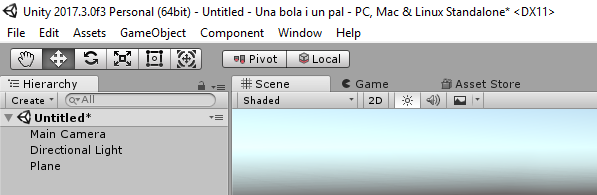 Unity 2017.3.0f3 Personal (64bit) - Untitled - Una bola i un pal - PC, Mac & Linux Standalone* <DX11>
File Edit Assets GameObject Component Window Help
Pivot Local
Hierarchy Scene Game Asset Store
Create All Shaded 2D
Untitled*
Main Camera
Directional Light
Plane